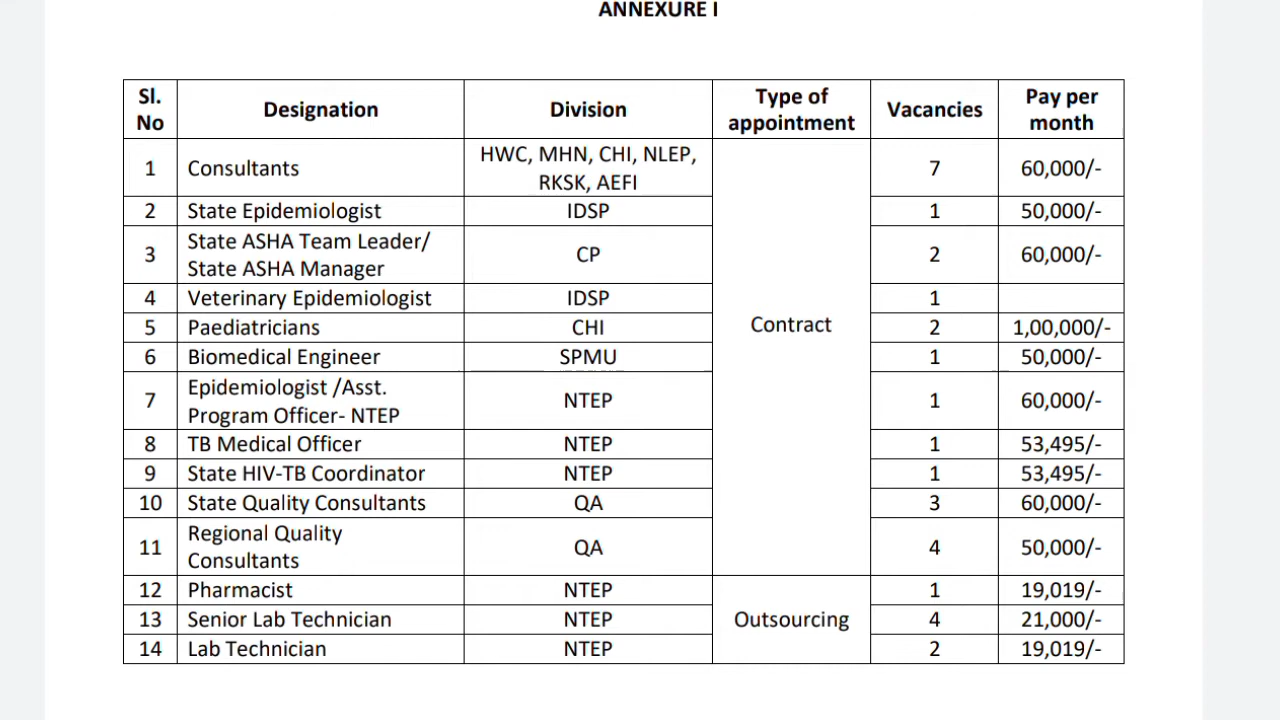 ANNEXURE I
Sl. No | Designation | Division | Type of appointment | Vacancies | Pay per month
1 | Consultants | HWC, MHN, CHI, NLEP, RKSK, AEFI | Contract | 7 | 60,000/-
2 | State Epidemiologist | IDSP | 1 | 50,000/-
3 | State ASHA Team Leader/ State ASHA Manager | CP | 2 | 60,000/-
4 | Veterinary Epidemiologist | IDSP | 1 |
5 | Paediatricians | CHI | 2 | 1,00,000/-
6 | Biomedical Engineer | SPMU | 1 | 50,000/-
7 | Epidemiologist /Asst. Program Officer- NTEP | NTEP | 1 | 60,000/-
8 | TB Medical Officer | NTEP | 1 | 53,495/-
9 | State HIV-TB Coordinator | NTEP | 1 | 53,495/-
10 | State Quality Consultants | QA | 3 | 60,000/-
11 | Regional Quality Consultants | QA | 4 | 50,000/-
12 | Pharmacist | NTEP | Outsourcing | 1 | 19,019/-
13 | Senior Lab Technician | NTEP | 4 | 21,000/-
14 | Lab Technician | NTEP | 2 | 19,019/-